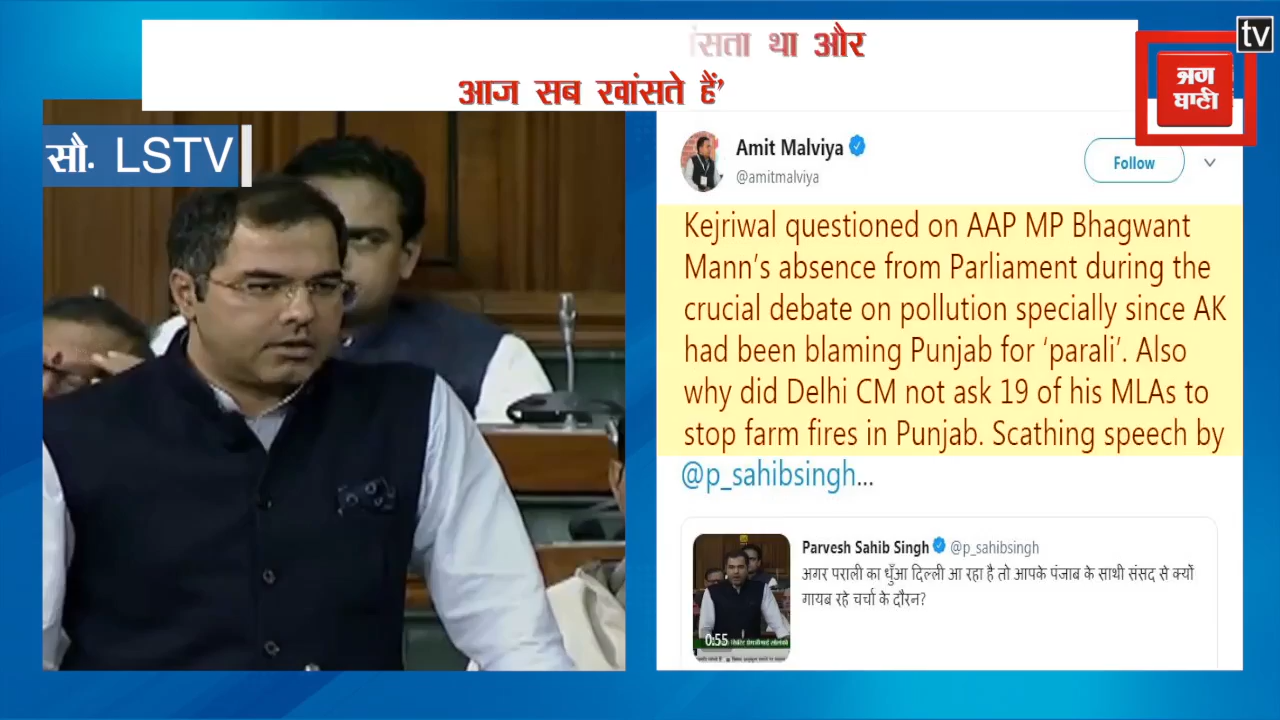 था और
आज सब खांसते हैं’
tv
सौ. LSTV
Amit Malviya
@amitmalviya
Follow
Kejriwal questioned on AAP MP Bhagwant
Mann's absence from Parliament during the
crucial debate on pollution specially since AK
had been blaming Punjab for 'parali'. Also
why did Delhi CM not ask 19 of his MLAs to
stop farm fires in Punjab. Scathing speech by
@p_sahibsingh...
Parvesh Sahib Singh @p_sahibsingh
अगर पराली का धुँआ दिल्ली आ रहा है तो आपके पंजाब के साथी संसद से क्यों
गायब रहे चर्चा के दौरन?
0:55